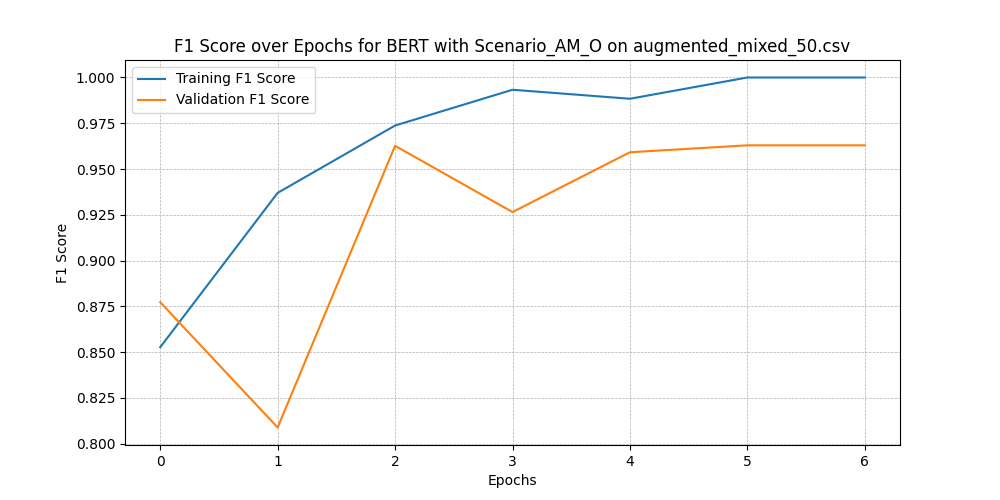 F1 Score over Epochs for BERT with Scenario_AM_O on augmented_mixed_50.csv
Training F1 Score
Validation F1 Score
F1 Score
1.000
0.975
0.950
0.925
0.900
0.875
0.850
0.825
0.800
0 1 2 3 4 5 6
Epochs